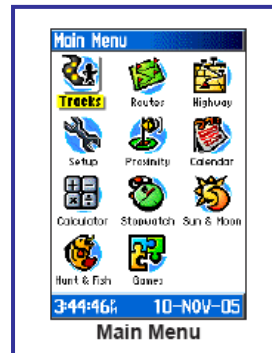 Main Menu
Tracks Routes Highway
Setup Proximity Calendar
Calculator Stopwatch Sun & Moon
Hunt & Fish Games
3:44:46P 10-NOV-05
Main Menu